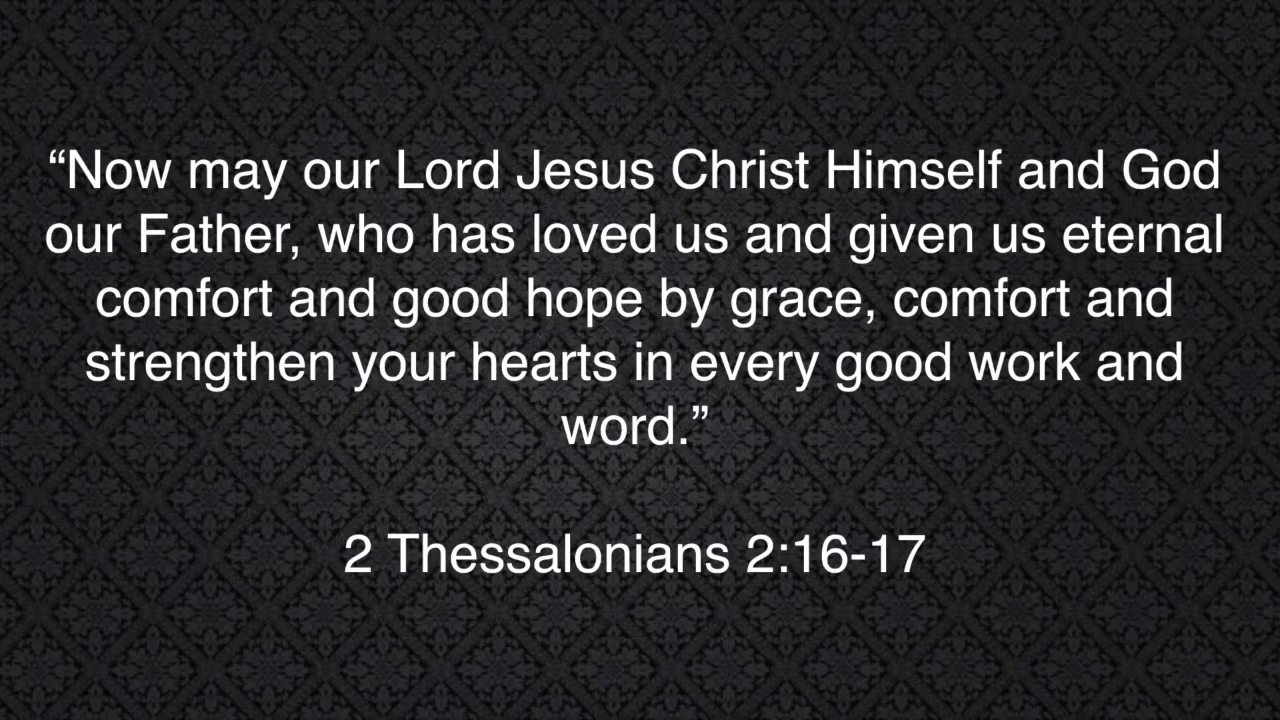 “Now may our Lord Jesus Christ Himself and God
our Father, who has loved us and given us eternal
comfort and good hope by grace, comfort and
strengthen your hearts in every good work and
word.”
2 Thessalonians 2:16-17